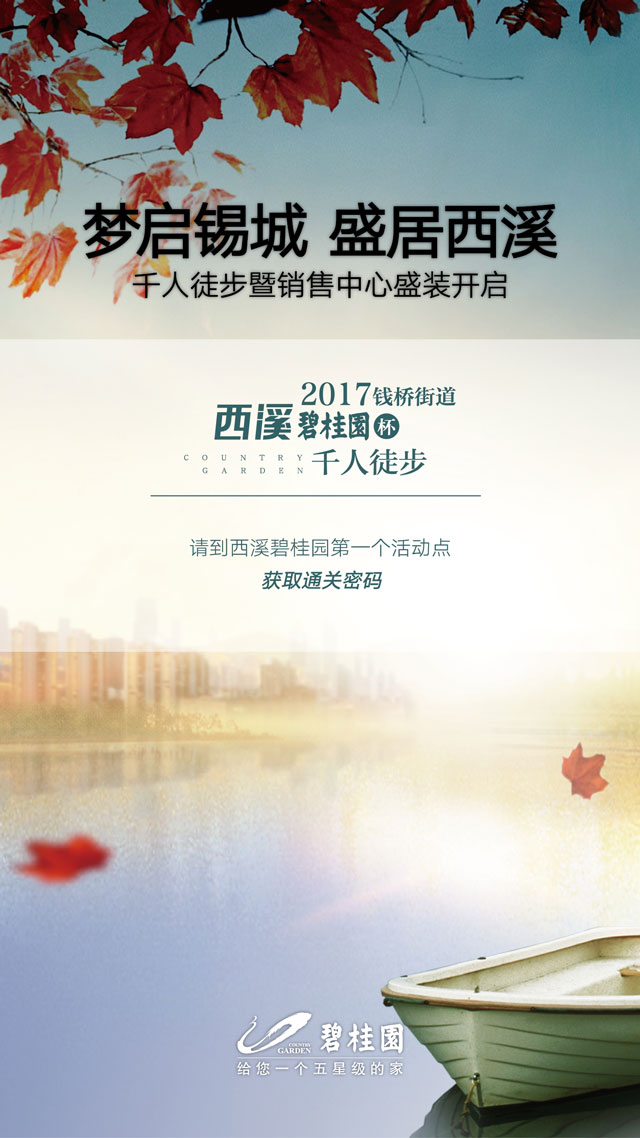 梦启锡城 盛居西溪
千人徒步暨销售中心盛装开启
2017钱桥街道
西溪碧桂園杯
COUNTRY
GARDEN
千人徒步
请到西溪碧桂园第一个活动点
获取通关密码
COUNTRY
GARDEN
碧桂園
给您一个五星级的家